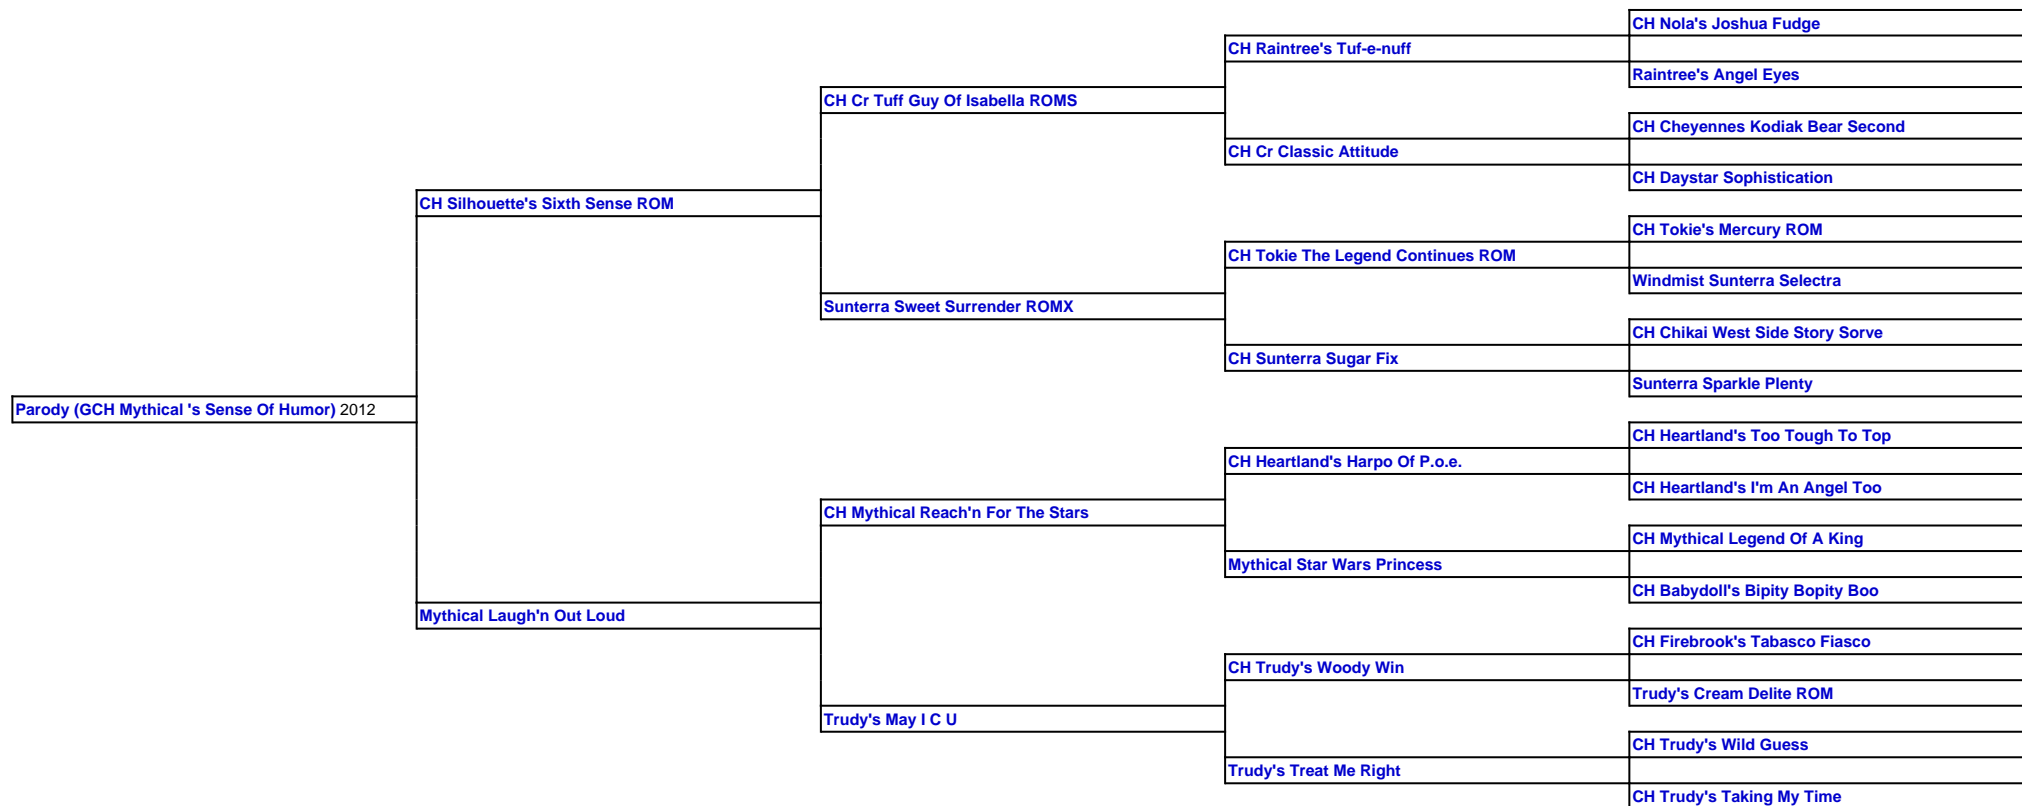 CH Nola's Joshua Fudge
CH Raintree's Tuf-e-nuff
Raintree's Angel Eyes
CH Cr Tuff Guy Of Isabella ROMS
CH Cheyennes Kodiak Bear Second
CH Cr Classic Attitude
CH Daystar Sophistication
CH Silhouette's Sixth Sense ROM
CH Tokie's Mercury ROM
CH Tokie The Legend Continues ROM
Windmist Sunterra Selectra
Sunterra Sweet Surrender ROMX
CH Chikai West Side Story Sorve
CH Sunterra Sugar Fix
Sunterra Sparkle Plenty
Parody (GCH Mythical 's Sense Of Humor) 2012
CH Heartland's Too Tough To Top
CH Heartland's Harpo Of P.o.e.
CH Heartland's I'm An Angel Too
CH Mythical Reach'n For The Stars
CH Mythical Legend Of A King
Mythical Star Wars Princess
CH Babydoll's Bipity Bopity Boo
Mythical Laugh'n Out Loud
CH Firebrook's Tabasco Fiasco
CH Trudy's Woody Win
Trudy's Cream Delite ROM
Trudy's May I C U
CH Trudy's Wild Guess
Trudy's Treat Me Right
CH Trudy's Taking My Time